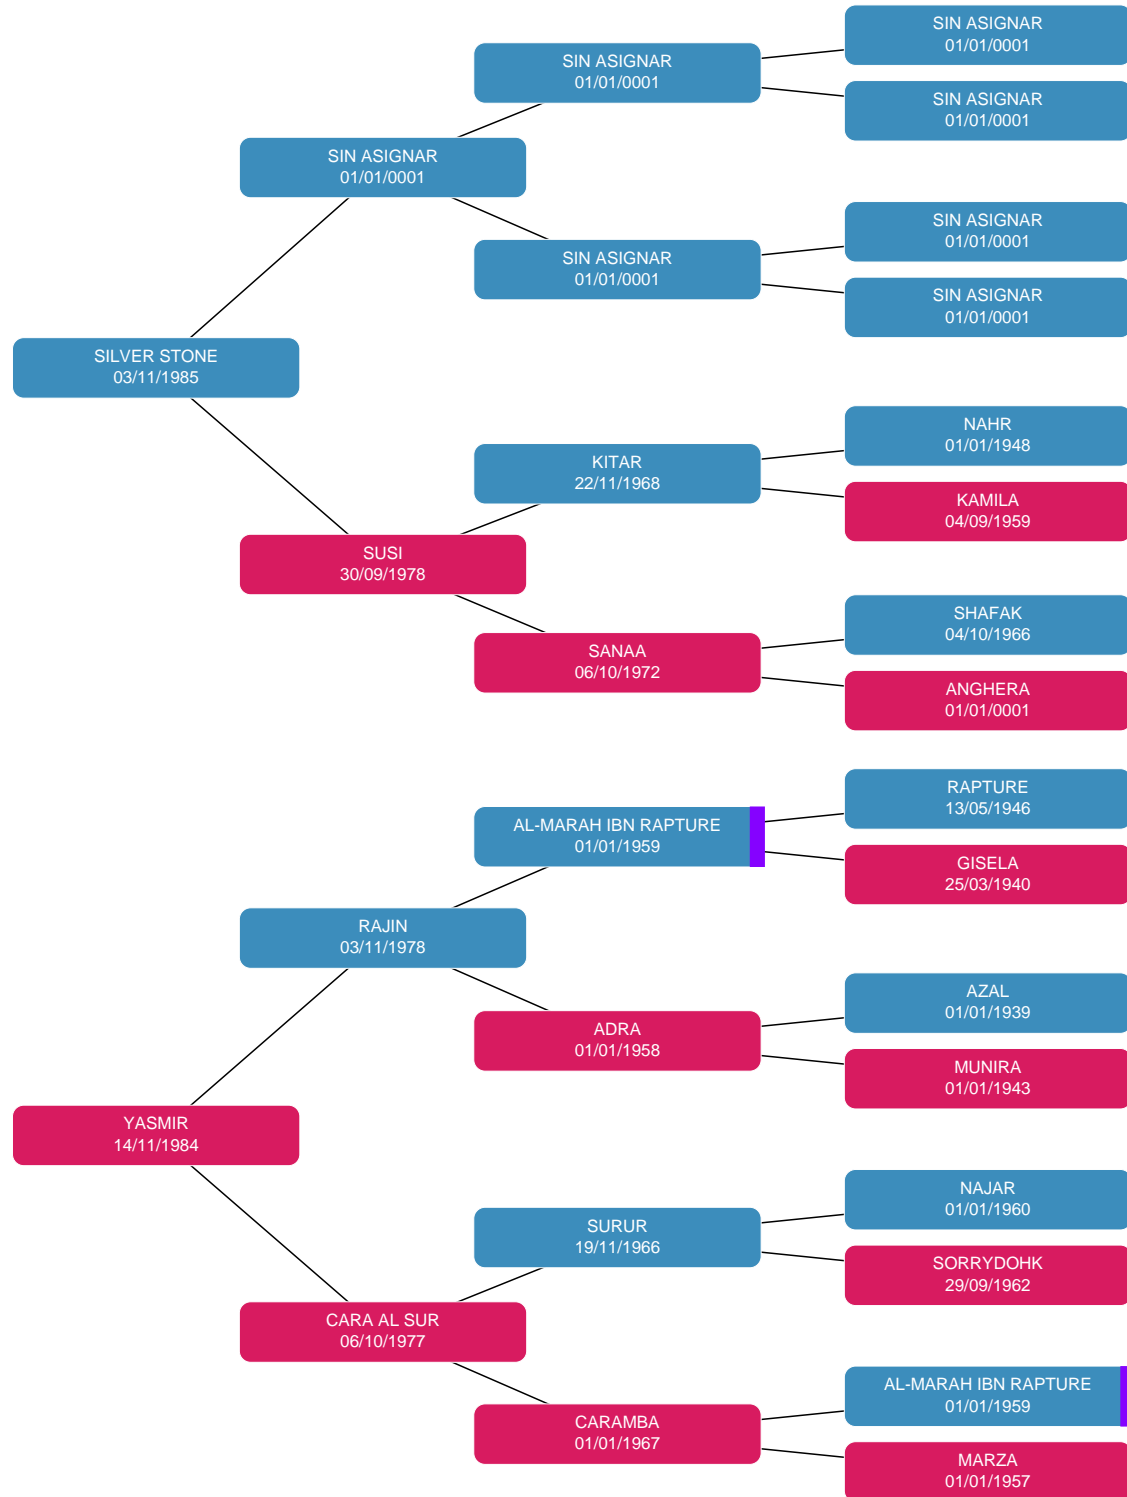 SIN ASIGNAR
01/01/0001
SIN ASIGNAR
01/01/0001
SIN ASIGNAR
01/01/0001
SIN ASIGNAR
01/01/0001
SIN ASIGNAR
01/01/0001
SIN ASIGNAR
01/01/0001
SIN ASIGNAR
01/01/0001
SILVER STONE
03/11/1985
NAHR
01/01/1948
KITAR
22/11/1968
KAMILA
04/09/1959
SUSI
30/09/1978
SHAFAK
04/10/1966
SANAA
06/10/1972
ANGHERA
01/01/0001
RAPTURE
13/05/1946
AL-MARAH IBN RAPTURE
01/01/1959
GISELA
25/03/1940
RAJIN
03/11/1978
AZAL
01/01/1939
ADRA
01/01/1958
MUNIRA
01/01/1943
YASMIR
14/11/1984
NAJAR
01/01/1960
SURUR
19/11/1966
SORRYDOHK
29/09/1962
CARA AL SUR
06/10/1977
AL-MARAH IBN RAPTURE
01/01/1959
CARAMBA
01/01/1967
MARZA
01/01/1957